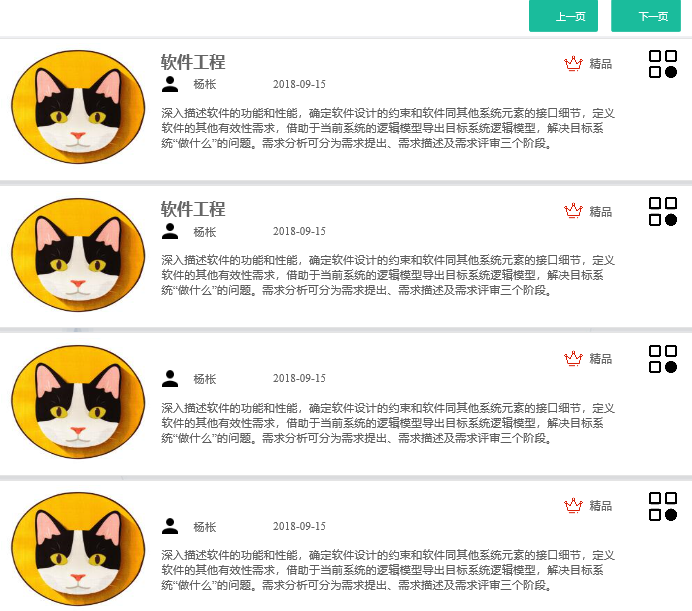 上一页 下一页
软件工程
精品
杨枨 2018-09-15
深入描述软件的功能和性能，确定软件设计的约束和软件同其他系统元素的接口细节，定义
软件的其他有效性需求，借助于当前系统的逻辑模型导出目标系统逻辑模型，解决目标系
统“做什么”的问题。需求分析可分为需求提出、需求描述及需求评审三个阶段。
软件工程
精品
杨枨 2018-09-15
深入描述软件的功能和性能，确定软件设计的约束和软件同其他系统元素的接口细节，定义
软件的其他有效性需求，借助于当前系统的逻辑模型导出目标系统逻辑模型，解决目标系
统“做什么”的问题。需求分析可分为需求提出、需求描述及需求评审三个阶段。
精品
杨枨 2018-09-15
深入描述软件的功能和性能，确定软件设计的约束和软件同其他系统元素的接口细节，定义
软件的其他有效性需求，借助于当前系统的逻辑模型导出目标系统逻辑模型，解决目标系
统“做什么”的问题。需求分析可分为需求提出、需求描述及需求评审三个阶段。
精品
杨枨 2018-09-15
深入描述软件的功能和性能，确定软件设计的约束和软件同其他系统元素的接口细节，定义
软件的其他有效性需求，借助于当前系统的逻辑模型导出目标系统逻辑模型，解决目标系
统“做什么”的问题。需求分析可分为需求提出、需求描述及需求评审三个阶段。